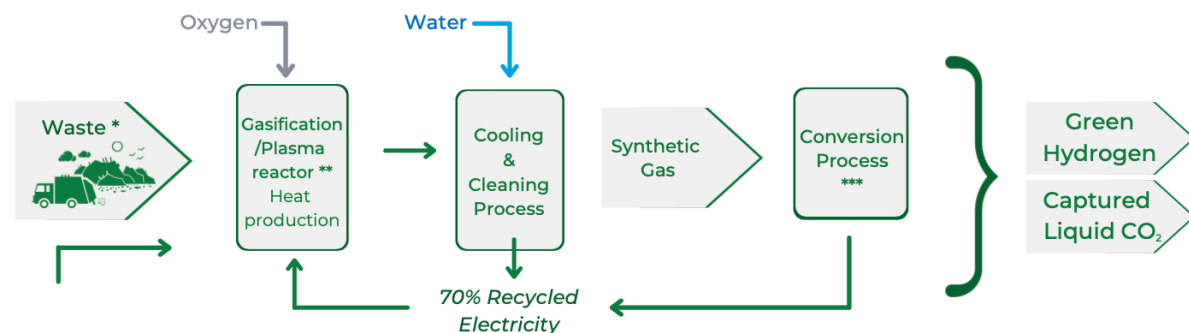 Oxygen
Water
Waste *
Gasification
/Plasma
reactor **
Heat
production
Cooling
&
Cleaning
Process
Synthetic
Gas
Conversion
Process
***
Green
Hydrogen
Captured
Liquid CO₂
70% Recycled
Electricity